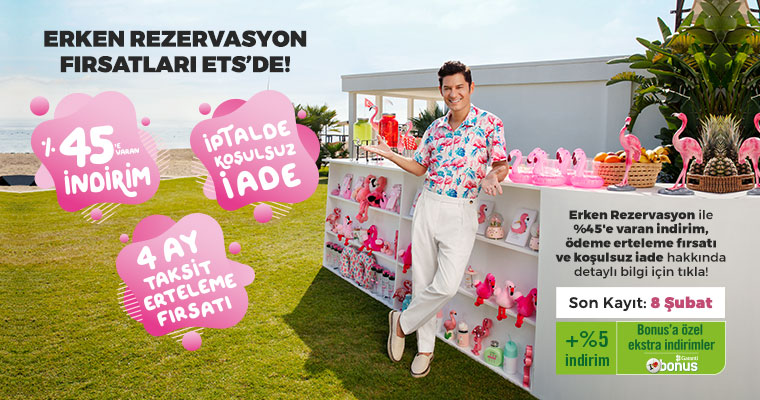 ERKEN REZERVASYON
FIRSATLARI ETS'DE!
%45'E VARAN
İNDİRİM
İPTALDE
KOŞULSUZ
İADE
4 AY
TAKSİT
ERTELEME
FIRSATI
Erken Rezervasyon ile
%45'e varan indirim,
ödeme erteleme fırsatı
ve koşulsuz iade hakkında
detaylı bilgi için tıkla!
Son Kayıt: 8 Şubat
+%5
indirim
Bonus'a özel
ekstra indirimler
Garanti
bonus